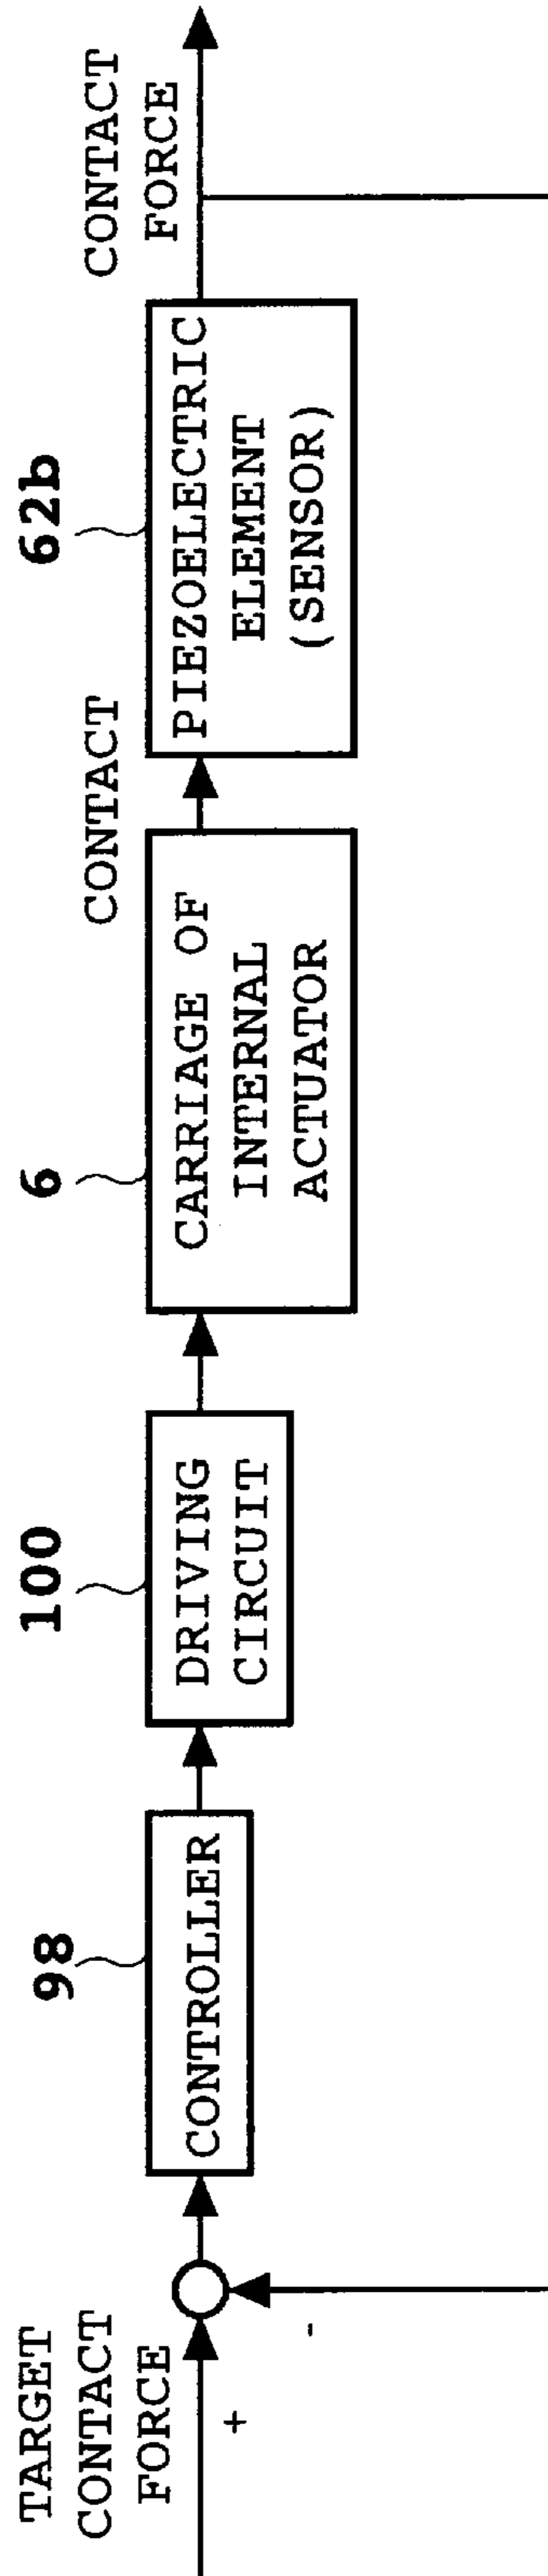 TARGET
CONTACT
FORCE
+
-
98
CONTROLLER
100
DRIVING
CIRCUIT
6
CARRIAGE OF
INTERNAL
ACTUATOR
CONTACT
62b
PIEZOELECTRIC
ELEMENT
(SENSOR)
CONTACT
FORCE